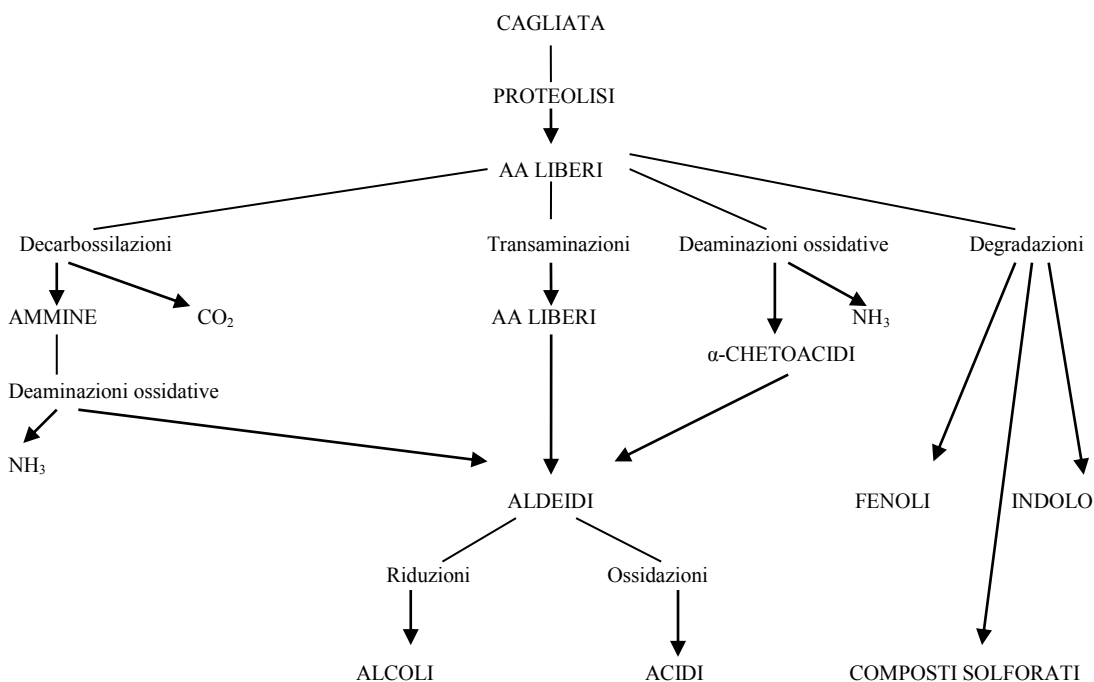 CAGLIATA
PROTEOLISI
AA LIBERI
Decarbossilazioni
Transaminazioni
Deaminazioni ossidative
Degradazioni
AMMINE
CO₂
AA LIBERI
NH₃
α-CHETOACIDI
Deaminazioni ossidative
NH₃
ALDEIDI
FENOLI
INDOLO
Riduzioni
Ossidazioni
ALCOLI
ACIDI
COMPOSTI SOLFORATI